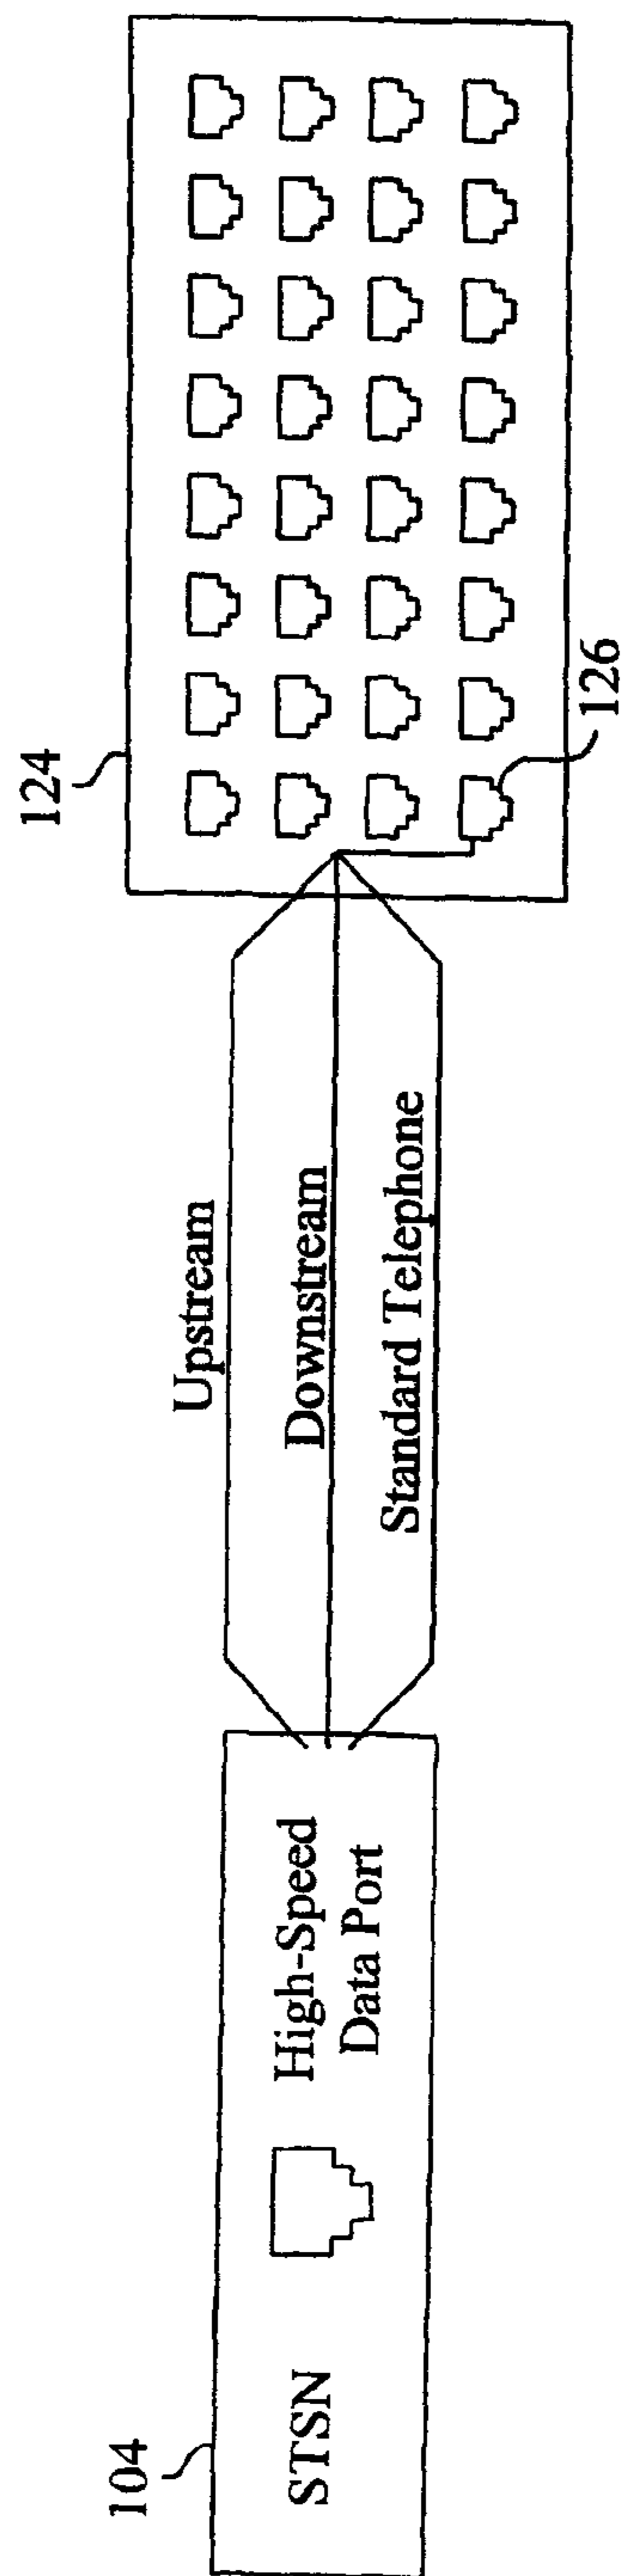 104
STSN
High-Speed
Data Port
Upstream
Downstream
Standard Telephone
124
126